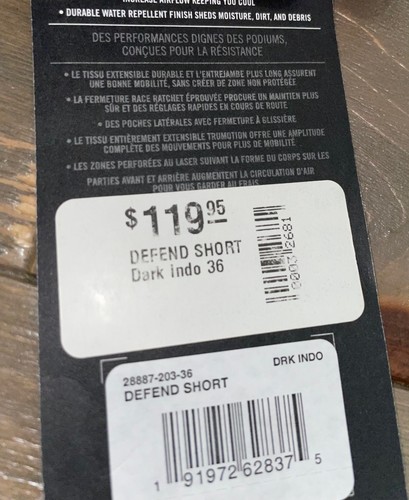 INCREASE AIRFLOW KEEPING YOU COOL
• DURABLE WATER REPELLENT FINISH SHEDS MOISTURE, DIRT, AND DEBRIS
DES PERFORMANCES DIGNES DES PODIUMS,
CONÇUES POUR LA RÉSISTANCE
• LE TISSU EXTENSIBLE DURABLE ET L'ENTREJAMBE PLUS LONG ASSURENT
UNE BONNE MOBILITÉ, SANS CRÉER DE ZONE NON PROTÉGÉE
• LA FERMETURE RACE RATCHET ÉPROUVÉE PROCURE UN MAINTIEN PLUS
SÛR ET DES RÉGLAGES RAPIDES EN COURS DE ROUTE
• DES POCHES LATÉRALES AVEC FERMETURE À GLISSIÈRE
• LE TISSU ENTIÈREMENT EXTENSIBLE TRUMOTION OFFRE UNE AMPLITUDE
COMPLÈTE DES MOUVEMENTS POUR PLUS DE MOBILITÉ
• LES ZONES PERFORÉES AU LASER SUIVANT LA FORME DU CORPS SUR LES
PARTIES AVANT ET ARRIÈRE AUGMENTENT LA CIRCULATION D'AIR
POUR VOUS GARDER AU FRAIS
$119.95
DEFEND SHORT
Dark Indo 36
00032681
28887-203-36
DRK INDO
DEFEND SHORT
1 91972 62837 5